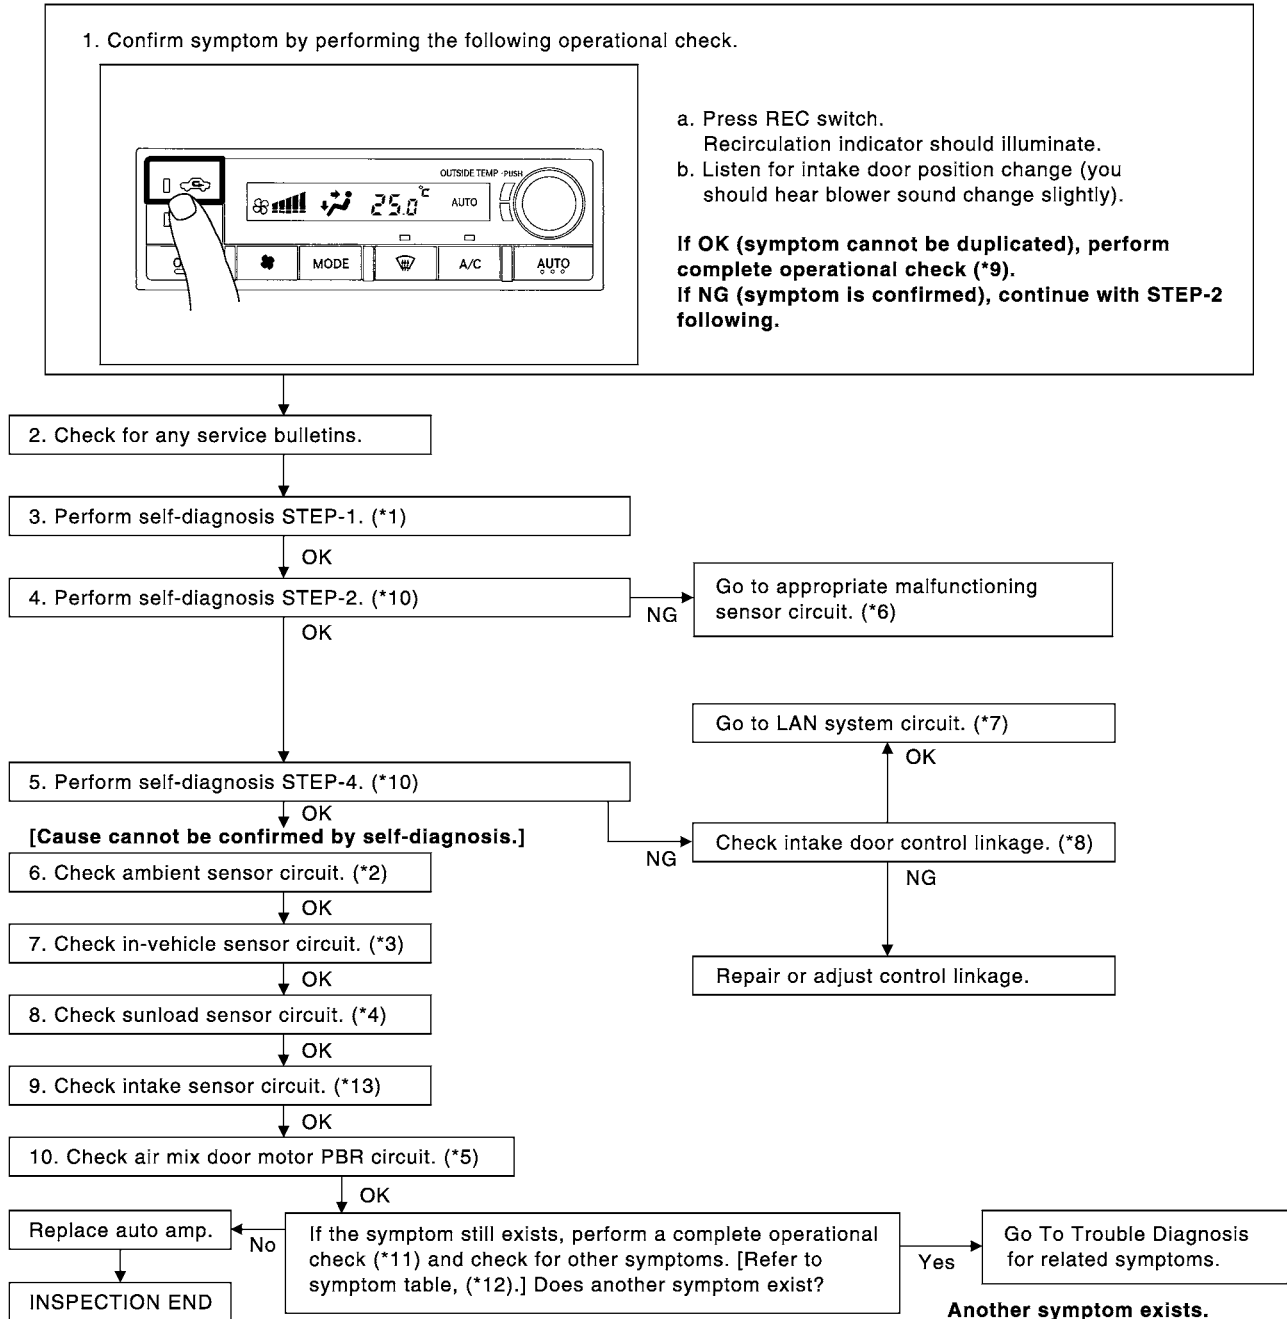 1. Confirm symptom by performing the following operational check.
OUTSIDE TEMP
PUSH
25.0 °C
AUTO
MODE
A/C
AUTO
a. Press REC switch.
Recirculation indicator should illuminate.
b. Listen for intake door position change (you
should hear blower sound change slightly).
If OK (symptom cannot be duplicated), perform
complete operational check (*9).
If NG (symptom is confirmed), continue with STEP-2
following.
2. Check for any service bulletins.
3. Perform self-diagnosis STEP-1. (*1)
OK
4. Perform self-diagnosis STEP-2. (*10)
NG
Go to appropriate malfunctioning
sensor circuit. (*6)
OK
Go to LAN system circuit. (*7)
OK
5. Perform self-diagnosis STEP-4. (*10)
OK
[Cause cannot be confirmed by self-diagnosis.]
NG
Check intake door control linkage. (*8)
NG
Repair or adjust control linkage.
6. Check ambient sensor circuit. (*2)
OK
7. Check in-vehicle sensor circuit. (*3)
OK
8. Check sunload sensor circuit. (*4)
OK
9. Check intake sensor circuit. (*13)
OK
10. Check air mix door motor PBR circuit. (*5)
OK
If the symptom still exists, perform a complete operational
check (*11) and check for other symptoms. [Refer to
symptom table, (*12).] Does another symptom exist?
No
Replace auto amp.
INSPECTION END
Yes
Go To Trouble Diagnosis
for related symptoms.
Another symptom exists.